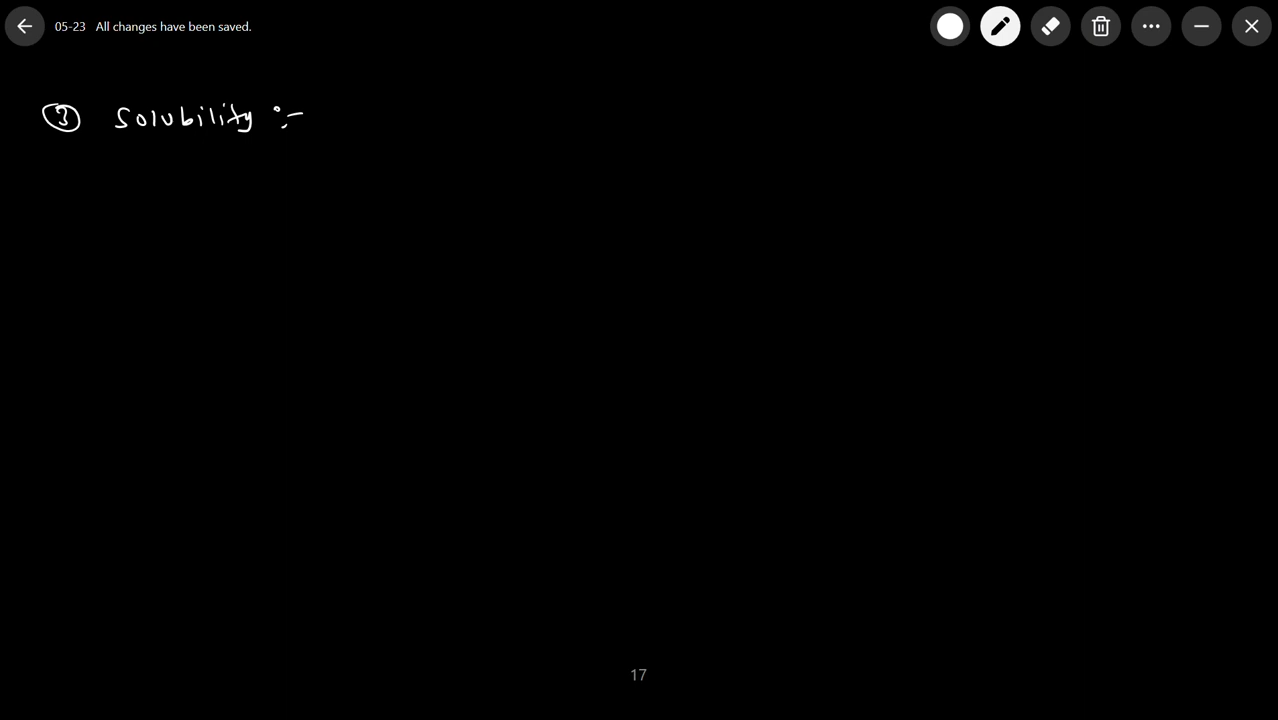 05-23 All changes have been saved.
③ Solubility :-
17